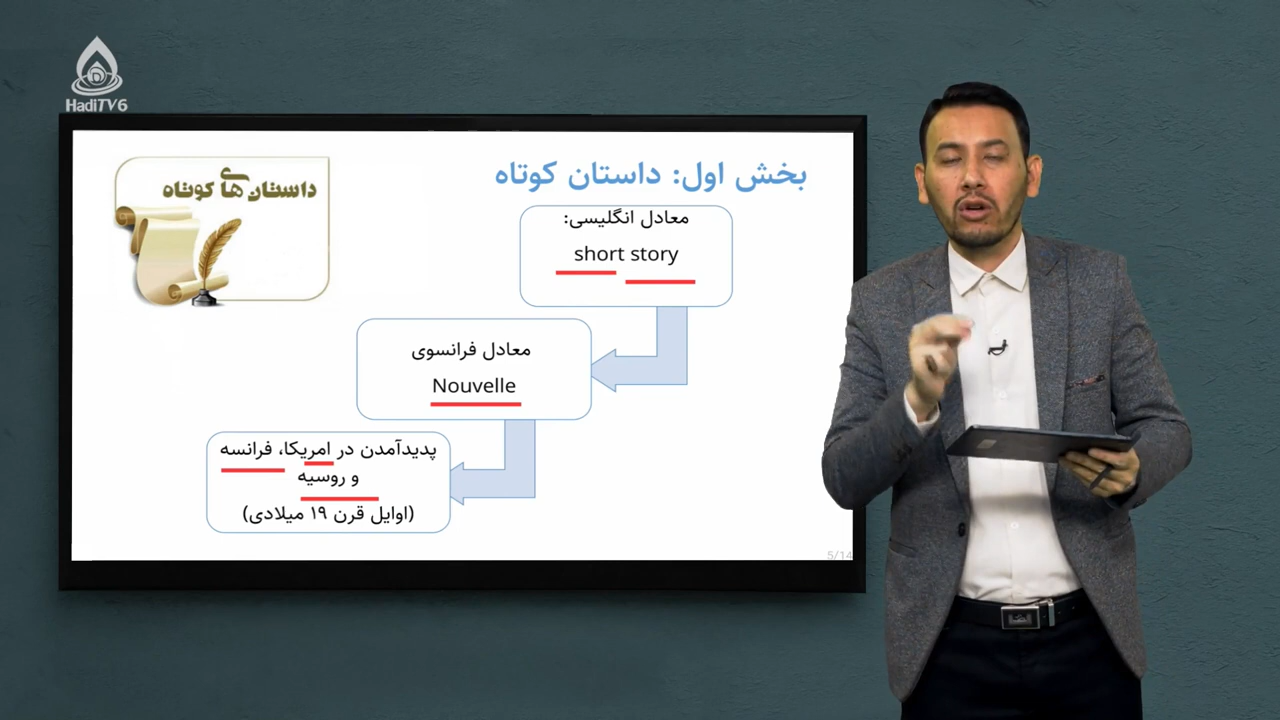 HadiTV6
بخش اول: داستان کوتاه
داستان های کوتاه
معادل انگلیسی:
short story
معادل فرانسوی
Nouvelle
پدیدآمدن در امریکا، فرانسه
و روسیه
(اوایل قرن ۱۹ میلادی)
5/14